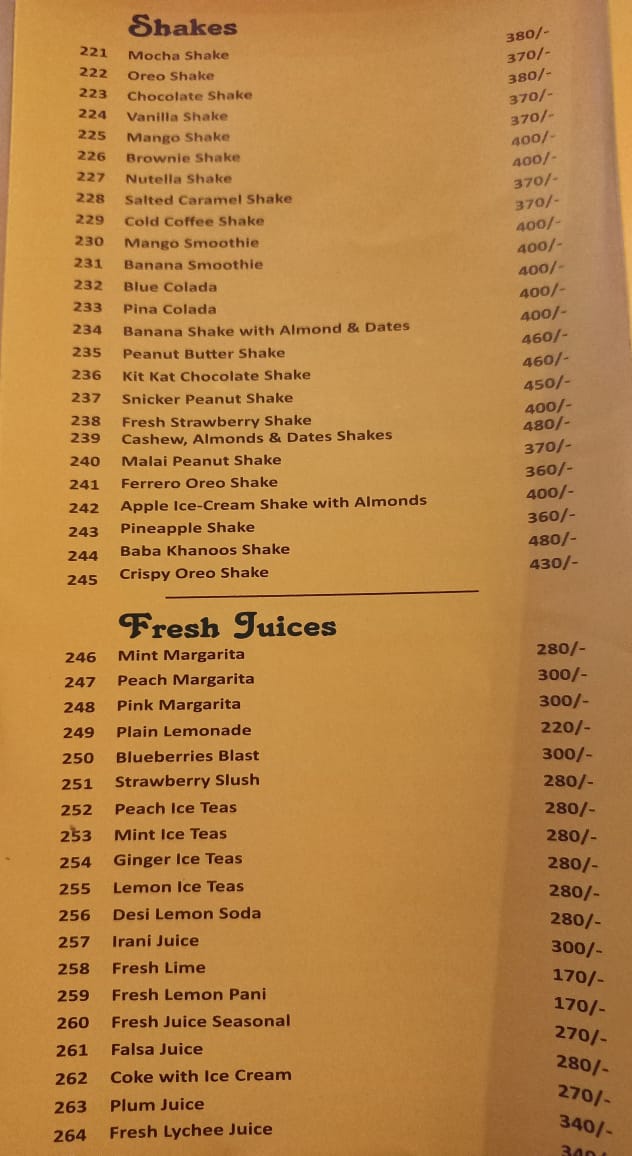 Shakes
221 Mocha Shake 380/-
222 Oreo Shake 370/-
223 Chocolate Shake 380/-
224 Vanilla Shake 370/-
225 Mango Shake 370/-
226 Brownie Shake 400/-
227 Nutella Shake 400/-
228 Salted Caramel Shake 370/-
229 Cold Coffee Shake 370/-
230 Mango Smoothie 400/-
231 Banana Smoothie 400/-
232 Blue Colada 400/-
233 Pina Colada 400/-
234 Banana Shake with Almond & Dates 400/-
235 Peanut Butter Shake 460/-
236 Kit Kat Chocolate Shake 460/-
237 Snicker Peanut Shake 450/-
238 Fresh Strawberry Shake 400/-
239 Cashew, Almonds & Dates Shakes 480/-
240 Malai Peanut Shake 370/-
241 Ferrero Oreo Shake 360/-
242 Apple Ice-Cream Shake with Almonds 400/-
243 Pineapple Shake 360/-
244 Baba Khanoos Shake 480/-
245 Crispy Oreo Shake 430/-
Fresh Juices
246 Mint Margarita 280/-
247 Peach Margarita 300/-
248 Pink Margarita 300/-
249 Plain Lemonade 220/-
250 Blueberries Blast 300/-
251 Strawberry Slush 280/-
252 Peach Ice Teas 280/-
253 Mint Ice Teas 280/-
254 Ginger Ice Teas 280/-
255 Lemon Ice Teas 280/-
256 Desi Lemon Soda 280/-
257 Irani Juice 300/-
258 Fresh Lime 170/-
259 Fresh Lemon Pani 170/-
260 Fresh Juice Seasonal 270/-
261 Falsa Juice 280/-
262 Coke with Ice Cream 270/-
263 Plum Juice 340/-
264 Fresh Lychee Juice